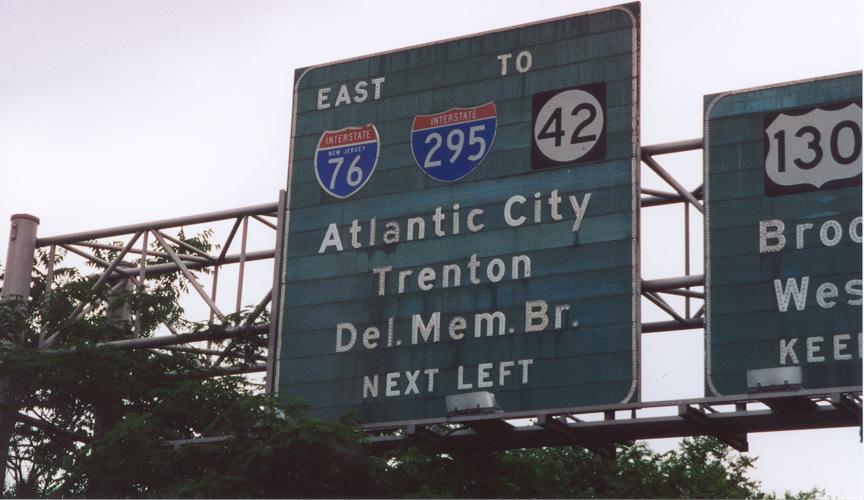 EAST TO
INTERSTATE NEW JERSEY 76
INTERSTATE 295
42
Atlantic City
Trenton
Del. Mem. Br.
NEXT LEFT
130